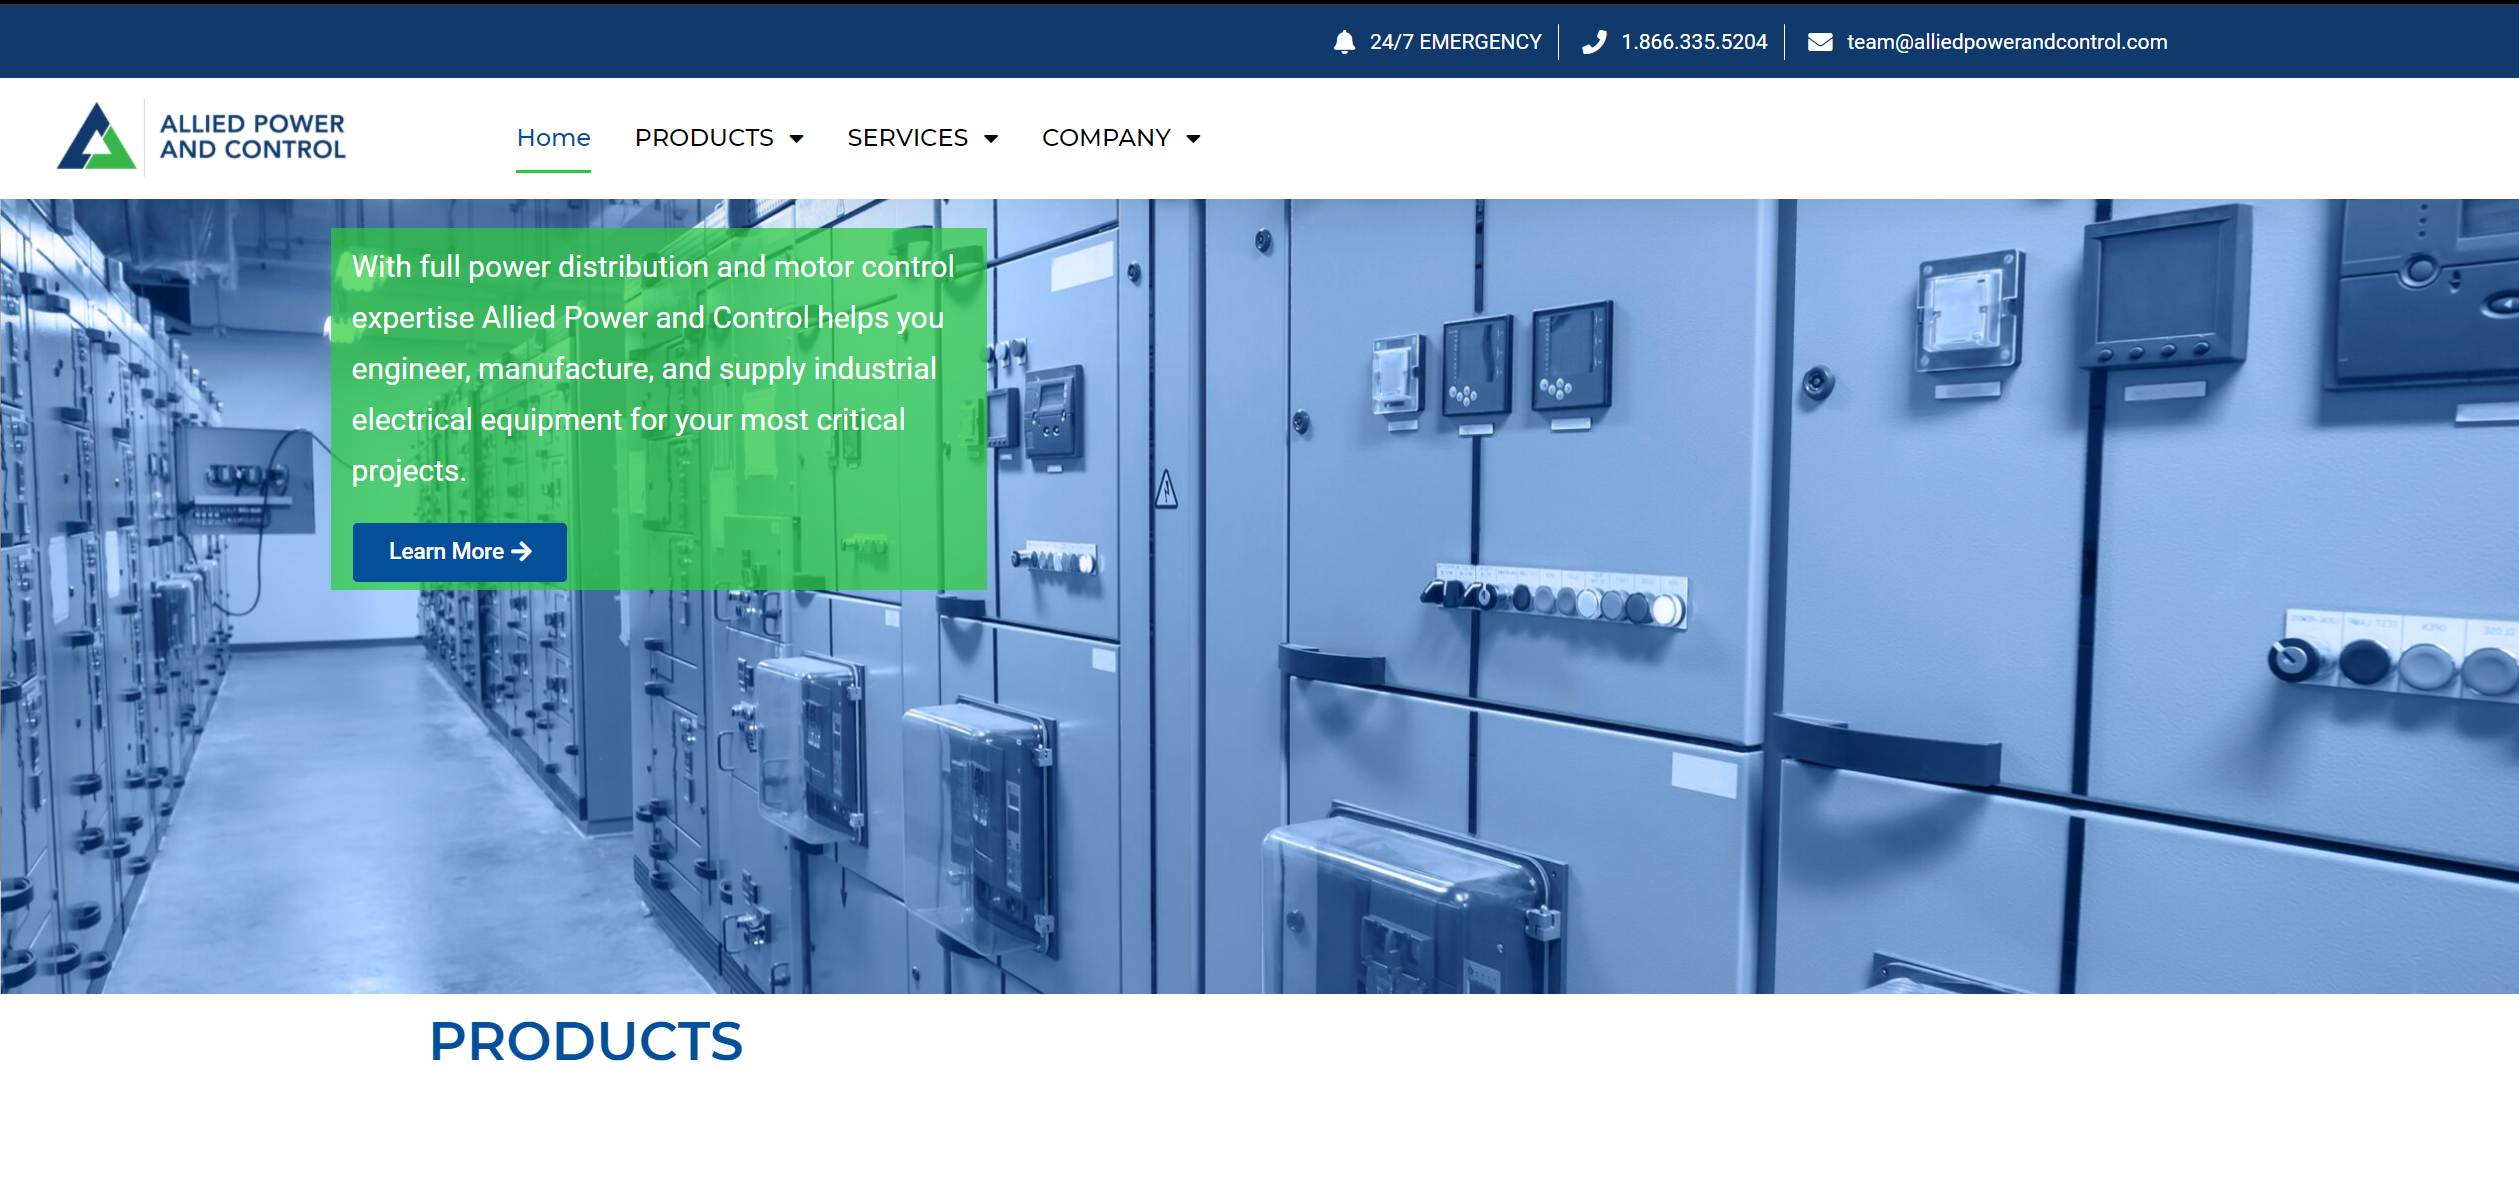 24/7 EMERGENCY
1.866.335.5204
team@alliedpowerandcontrol.com
ALLIED POWER
AND CONTROL
Home
PRODUCTS
SERVICES
COMPANY
With full power distribution and motor control
expertise Allied Power and Control helps you
engineer, manufacture, and supply industrial
electrical equipment for your most critical
projects.
Learn More
PRODUCTS